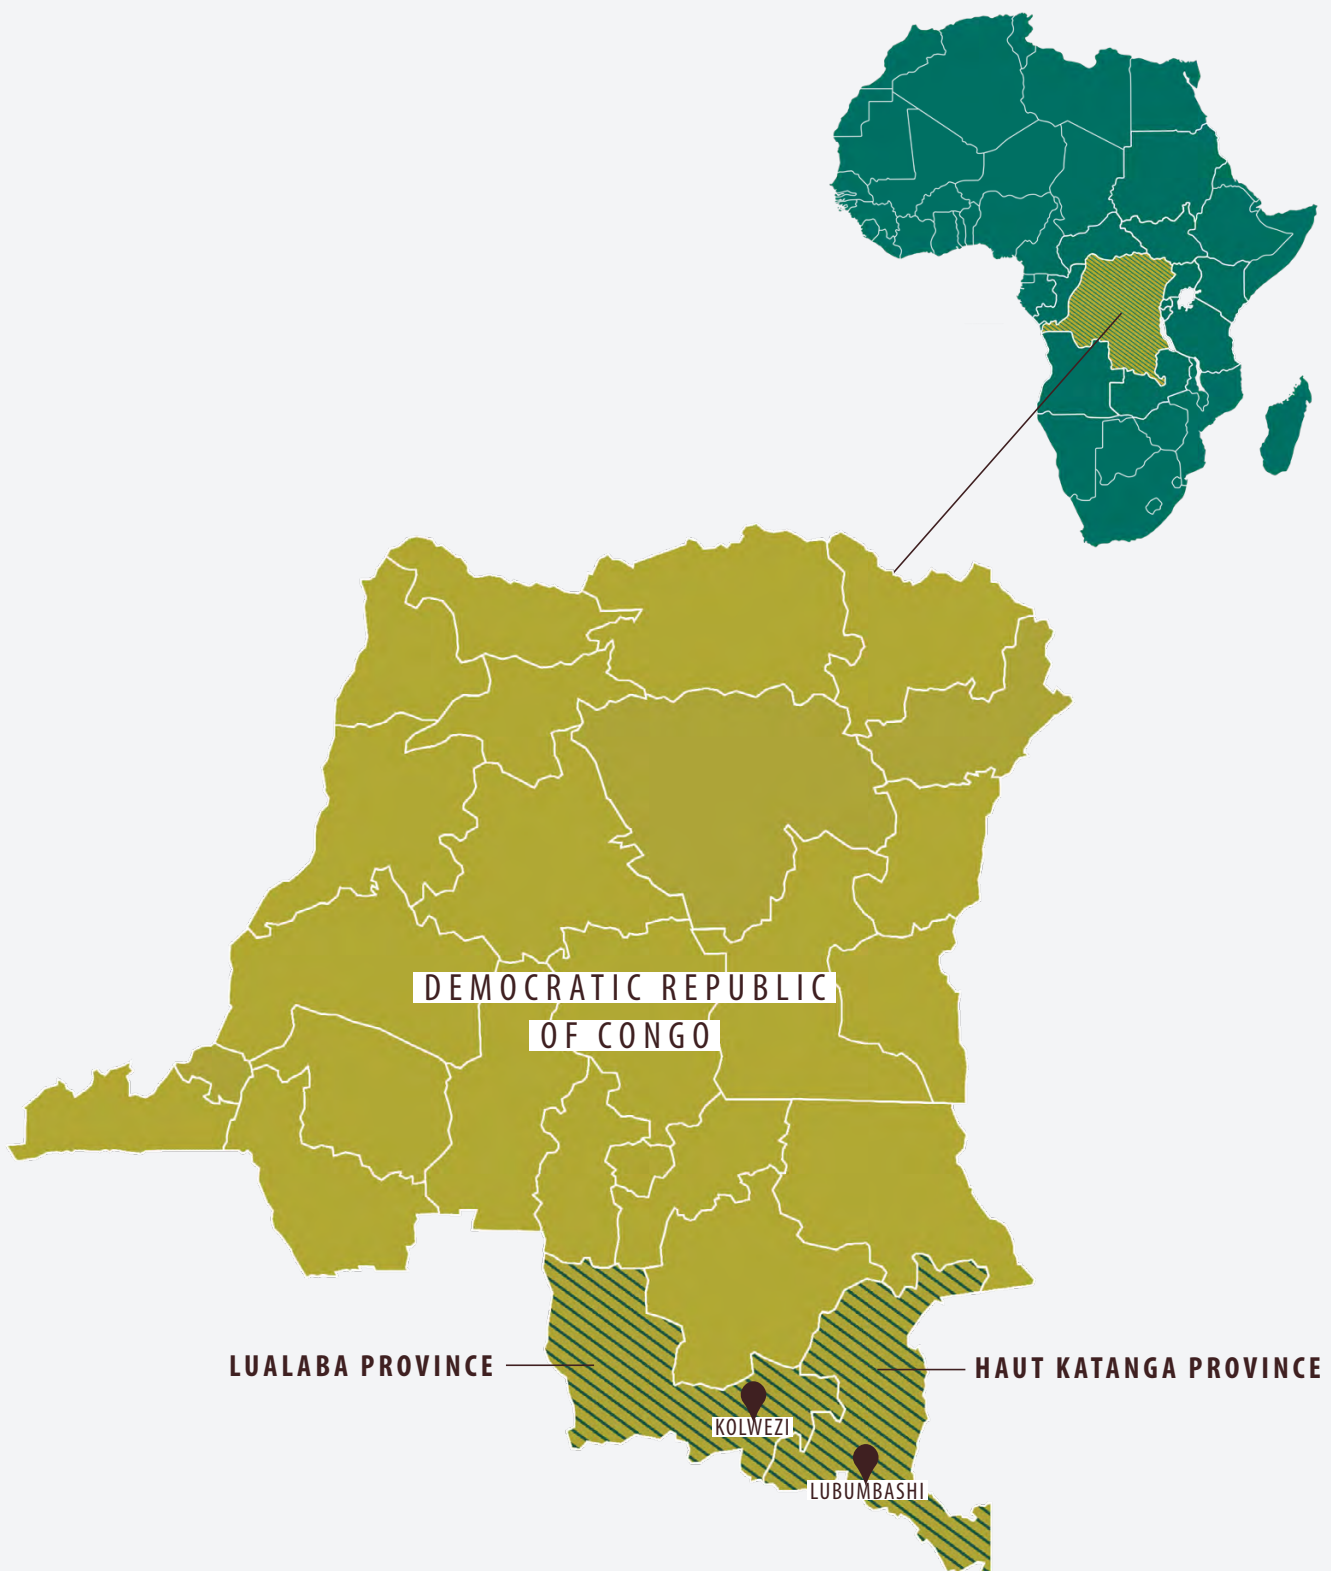 DEMOCRATIC REPUBLIC
OF CONGO
LUALABA PROVINCE
HAUT KATANGA PROVINCE
KOLWEZI
LUBUMBASHI